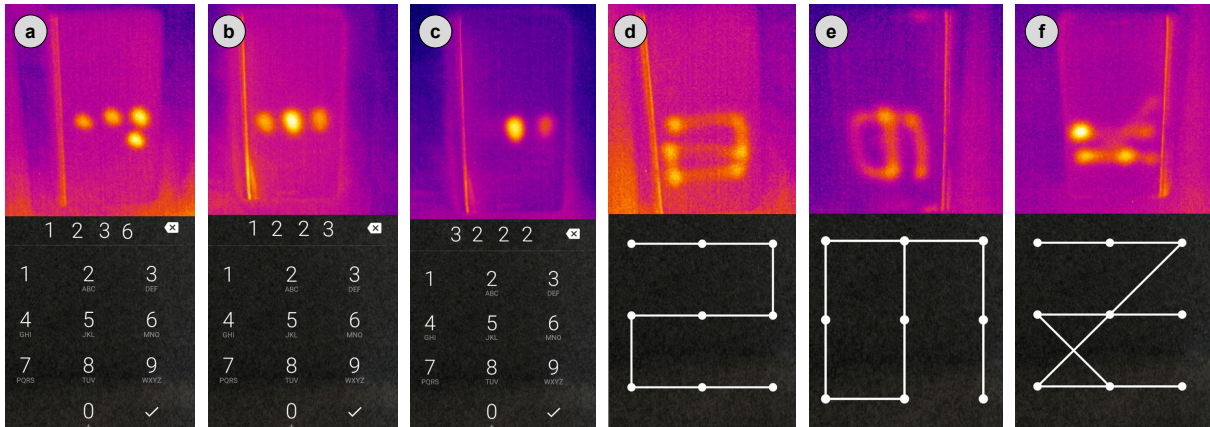 a
b
c
d
e
f
1 2 3 6
1 2 2 3
3 2 2 2
1 2 3
ABC DEF
4 5 6
GHI JKL MNO
7 8 9
PQRS TUV WXYZ
0
1 2 3
ABC DEF
4 5 6
GHI JKL MNO
7 8 9
PQRS TUV WXYZ
0
1 2 3
ABC DEF
4 5 6
GHI JKL MNO
7 8 9
PQRS TUV WXYZ
0